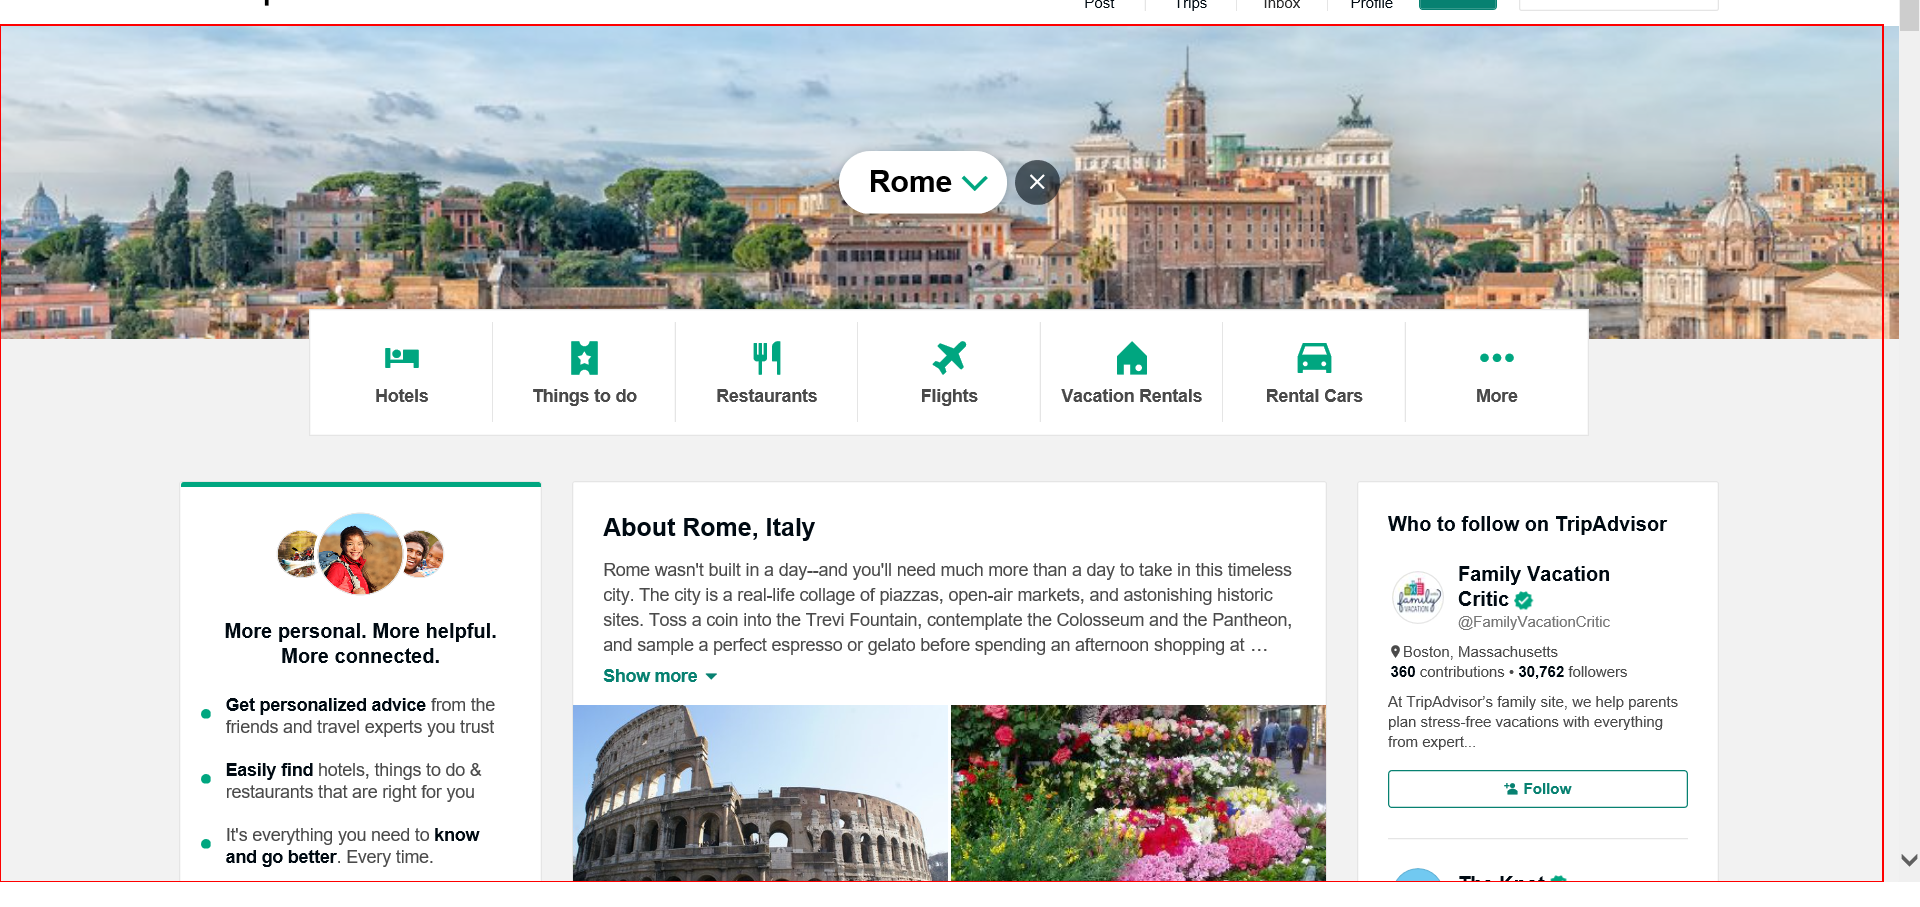 Post
Trips
Inbox
Profile
Rome
Hotels
Things to do
Restaurants
Flights
Vacation Rentals
Rental Cars
More
More personal. More helpful.
More connected.
Get personalized advice from the
friends and travel experts you trust
Easily find hotels, things to do &
restaurants that are right for you
It's everything you need to know
and go better. Every time.
About Rome, Italy
Rome wasn't built in a day--and you'll need much more than a day to take in this timeless
city. The city is a real-life collage of piazzas, open-air markets, and astonishing historic
sites. Toss a coin into the Trevi Fountain, contemplate the Colosseum and the Pantheon,
and sample a perfect espresso or gelato before spending an afternoon shopping at …
Show more
Who to follow on TripAdvisor
family
VACATION
Family Vacation
Critic
@FamilyVacationCritic
Boston, Massachusetts
360 contributions • 30,762 followers
At TripAdvisor's family site, we help parents
plan stress-free vacations with everything
from expert...
Follow
The Knot